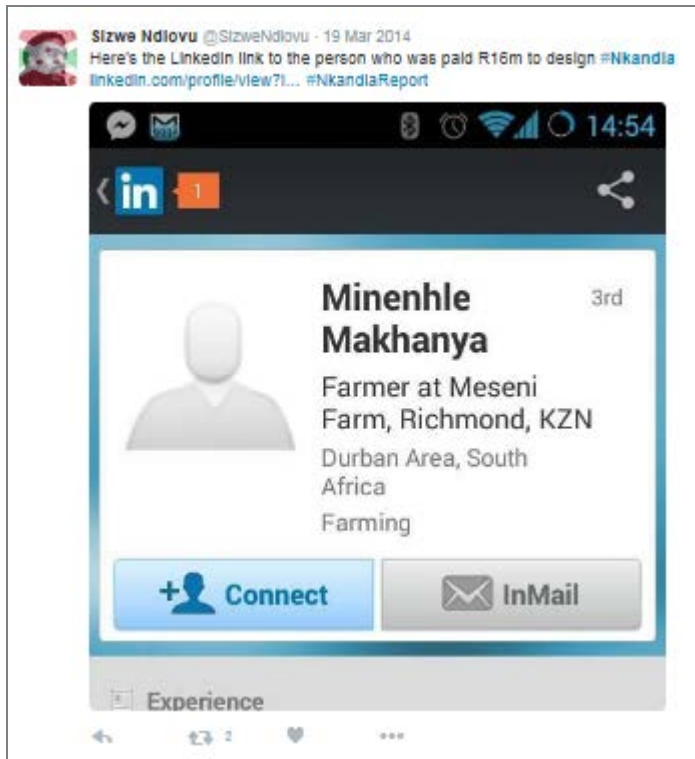 Sizwe Ndlovu @SizweNdlovu · 19 Mar 2014
Here's the LinkedIn link to the person who was paid R16m to design #Nkandla
linkedin.com/profile/view?i... #NkandlaReport
14:54
in 1
Minenhle 3rd
Makhanya
Farmer at Meseni
Farm, Richmond, KZN
Durban Area, South
Africa
Farming
Connect InMail
Experience
2